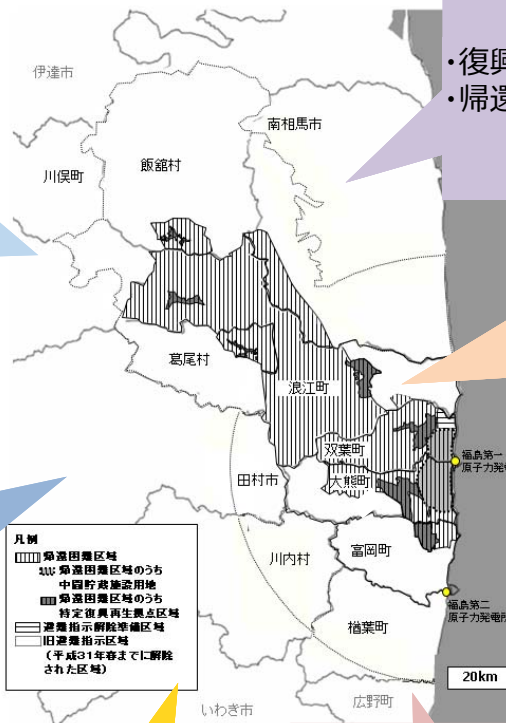 ・復興
・帰還
伊達市
南相馬市
飯舘村
川俣町
葛尾村
浪江町
双葉町
大熊町
田村市
福島第一
原子力発電
富岡町
川内村
福島第二
原子力発電所
楢葉町
広野町
いわき市
20km
凡例
帰還困難区域
帰還困難区域のうち
中間貯蔵施設用地
帰還困難区域のうち
特定復興再生拠点区域
避難指示解除準備区域
旧避難指示区域
（平成31年春までに解除
された区域）